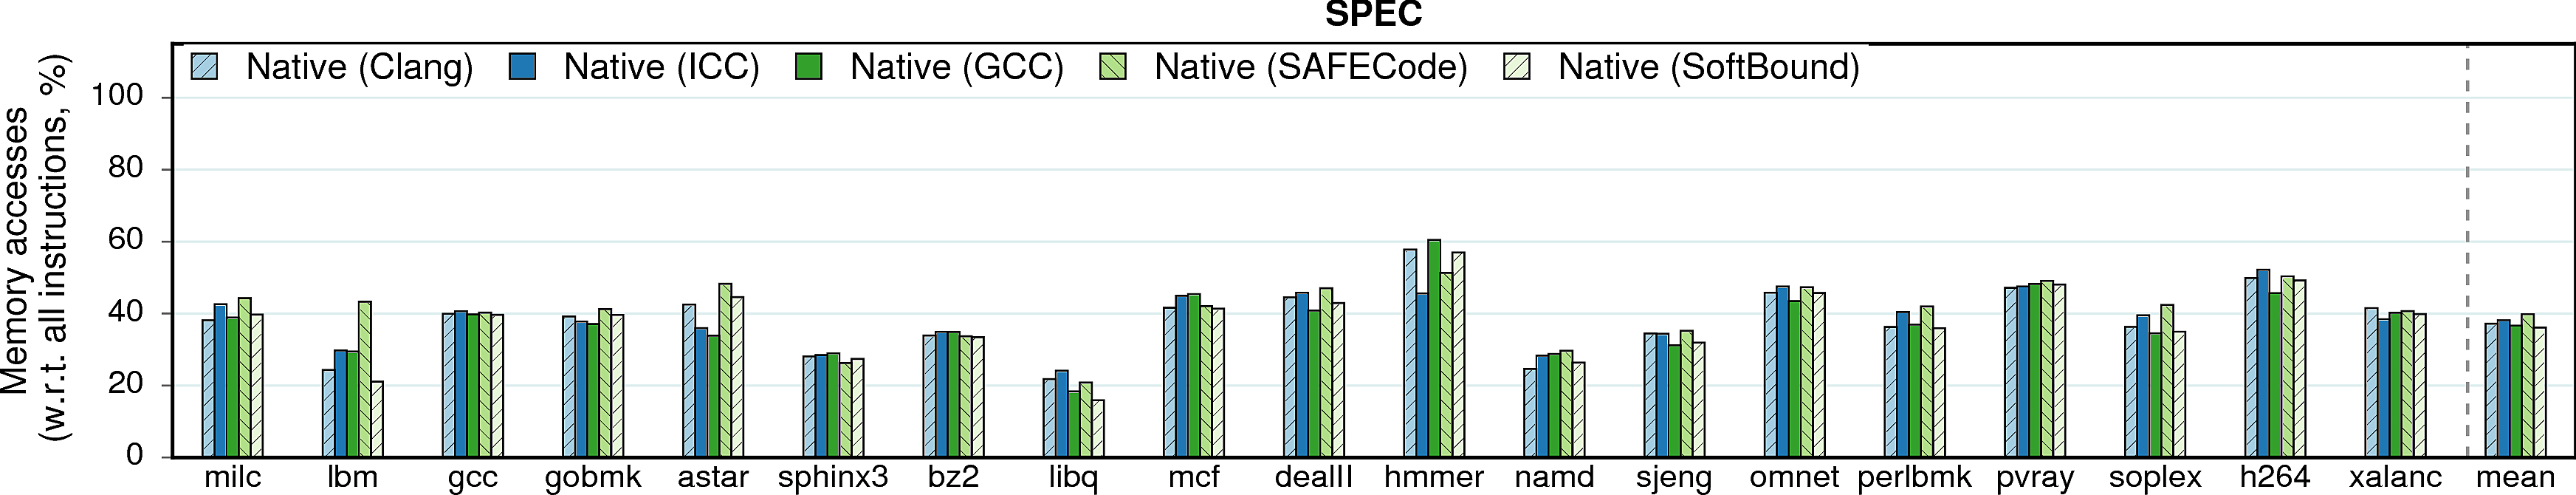 SPEC
Native (Clang) Native (ICC) Native (GCC) Native (SAFECode) Native (SoftBound)
Memory accesses
(w.r.t. all instructions, %)
100
80
60
40
20
0
milc lbm gcc gobmk astar sphinx3 bz2 libq mcf dealII hmmer namd sjeng omnet perlbmk pvray soplex h264 xalanc mean